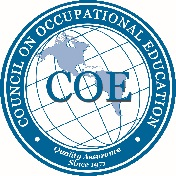 COUNCIL ON OCCUPATIONAL EDUCATION
COE
Quality Assurance
Since 1971